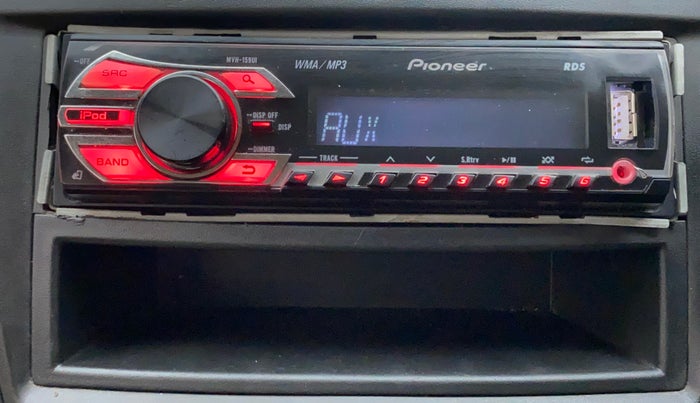 OFF
MVH-159UI
WMA/MP3
Pioneer
RDS
SRC
iPod
DISP OFF
DISP
AUX
DIMMER
BAND
TRACK
S.Rtrv
1 2 3 4 5 6